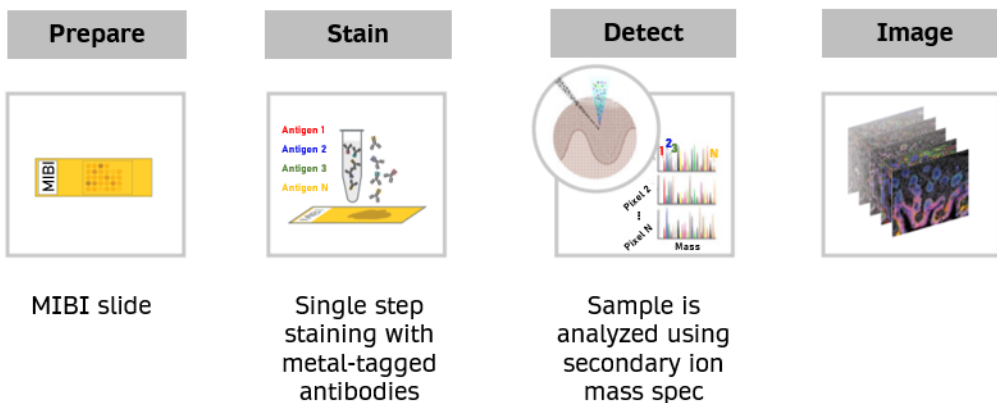 Prepare
Stain
Detect
Image
MIBI
Antigen 1
Antigen 2
Antigen 3
Antigen N
1 2 3 N
Pixel 2
Pixel N
Mass
MIBI slide
Single step
staining with
metal-tagged
antibodies
Sample is
analyzed using
secondary ion
mass spec